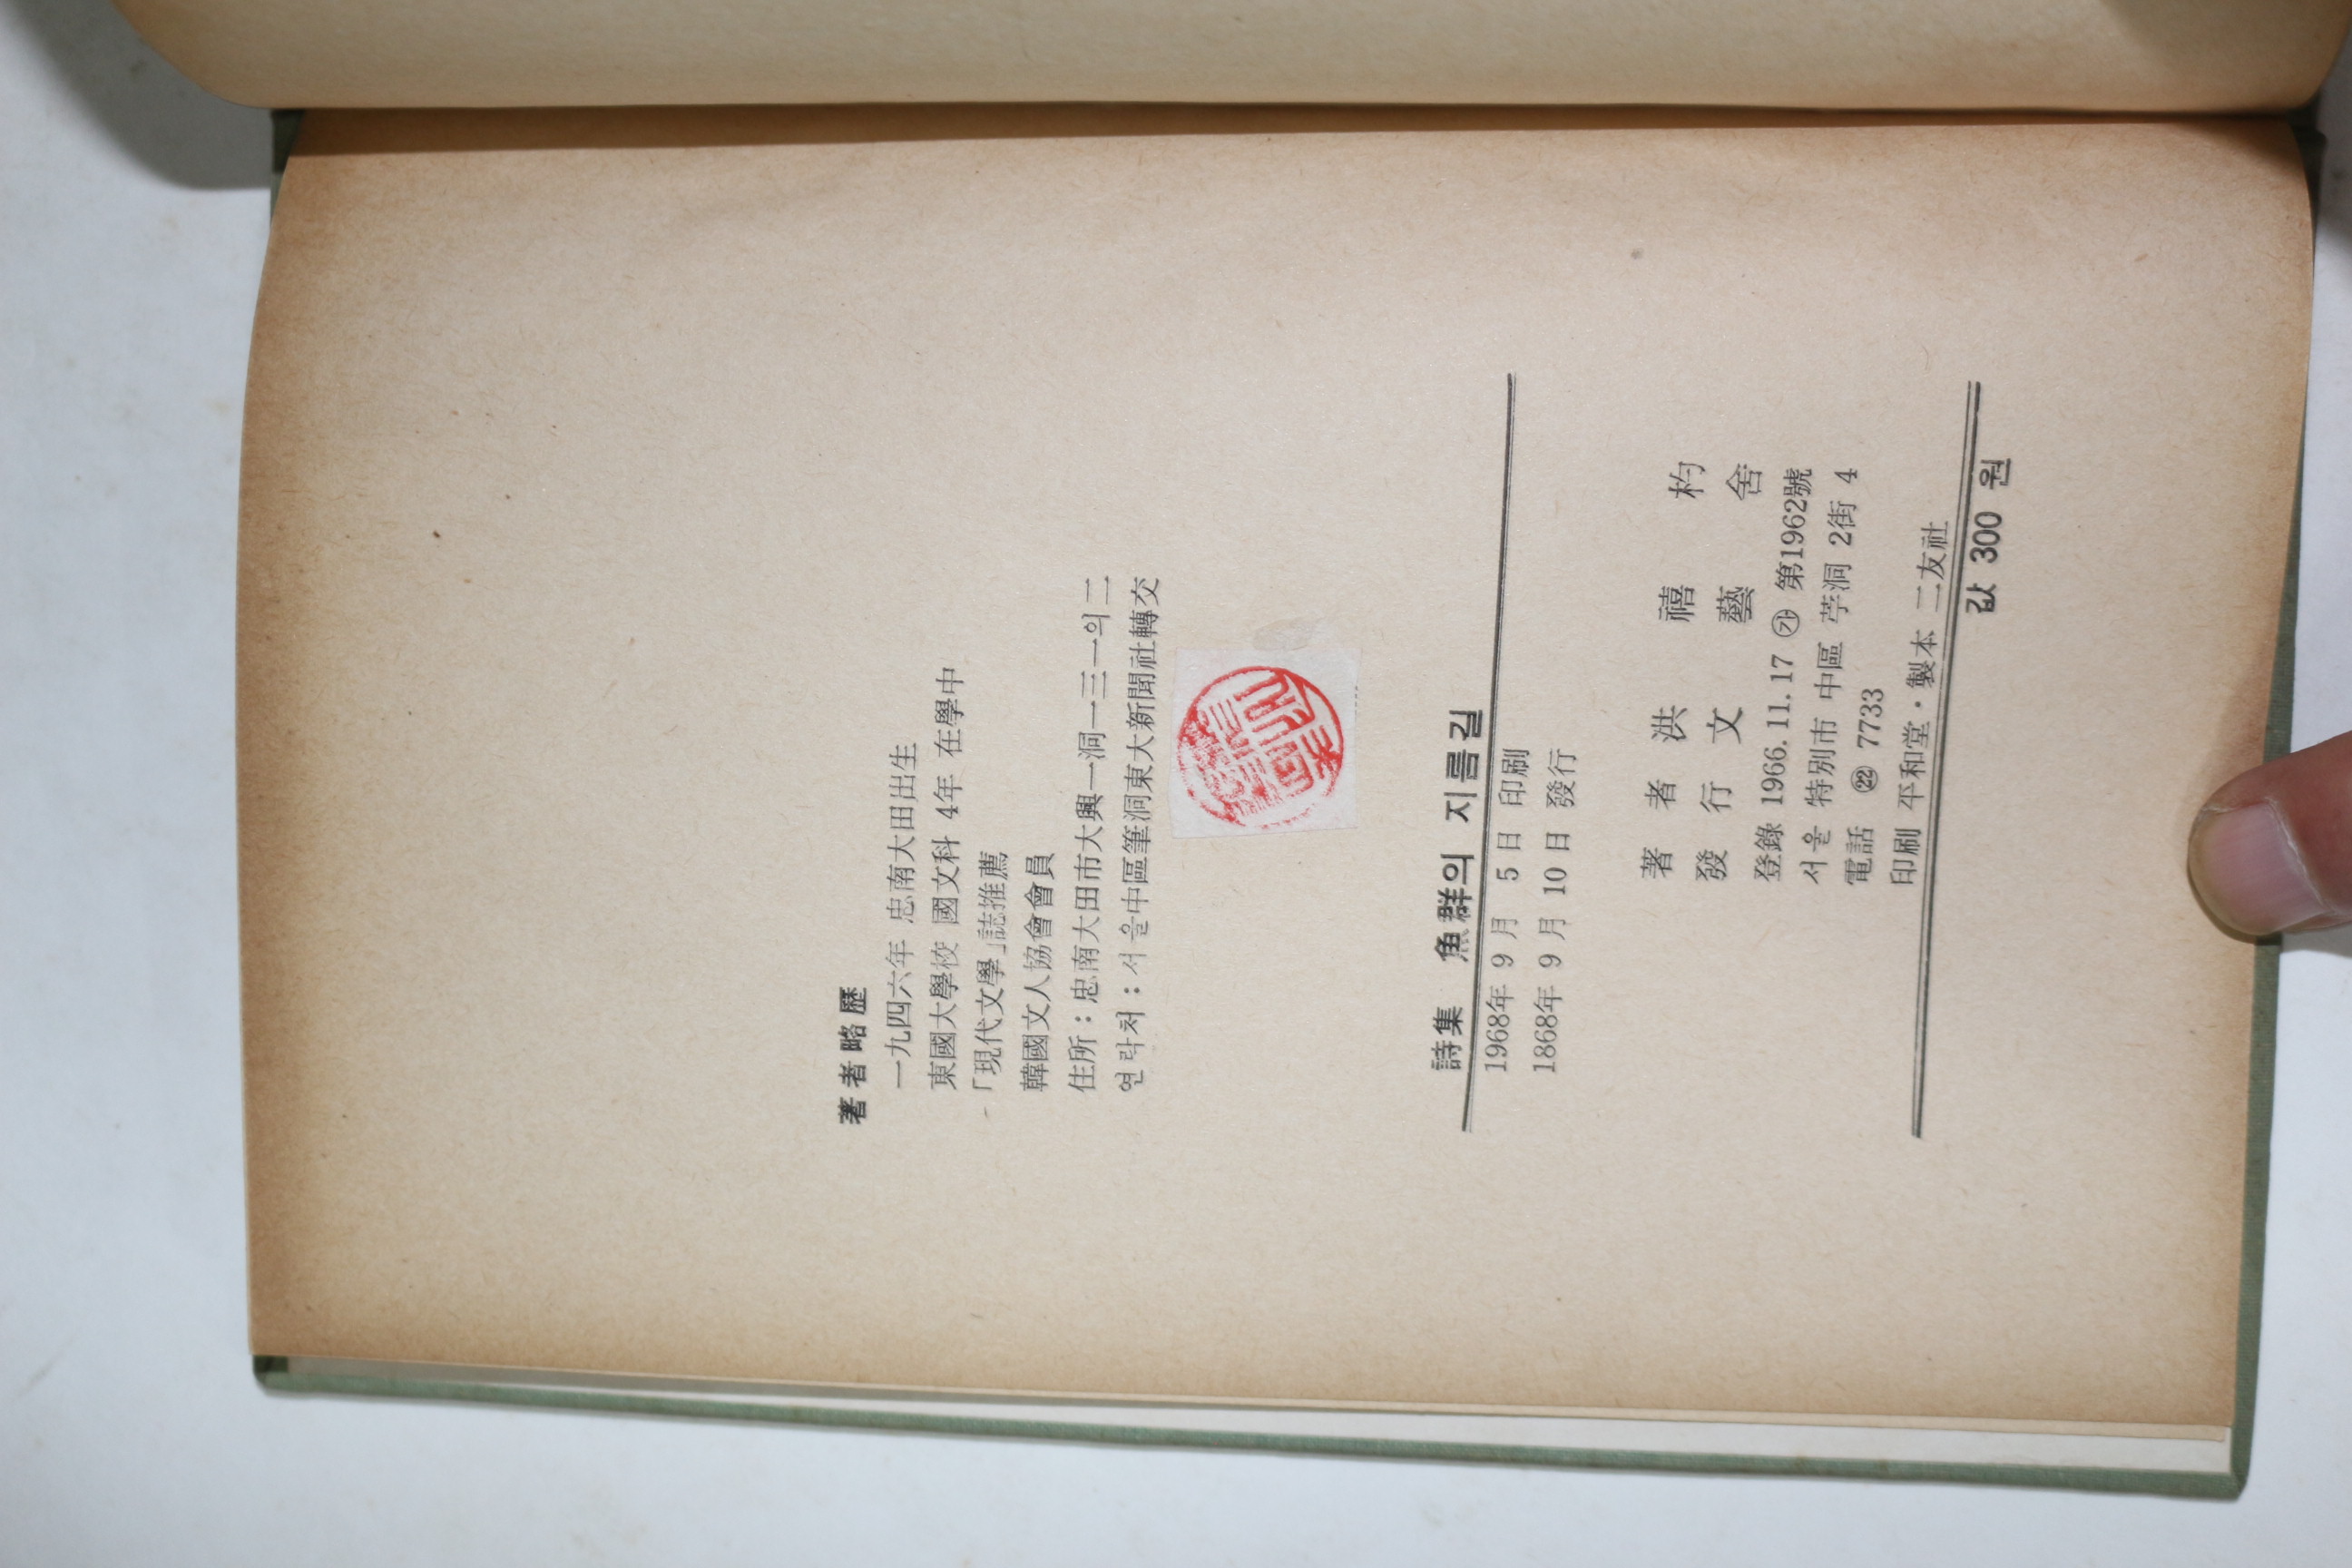 著者略歷
一九四六年 忠南大田出生
東國大學校 國文科 4年 在學中
「現代文學」誌推薦
韓國文人協會會員
住所 : 忠南大田市大興一洞一三一의二
연락처 : 서울中區筆洞東大新聞社轉交
詩集 魚群의 지름길
1968年 9月 5日 印刷
1868年 9月 10日 發行
著者 洪禧杓
發行 文藝舍
登錄 1966. 11. 17 ㉮ 第1962號
서울 特別市 中區 苧洞 2街 4
電話 ㉒ 7733
印刷 平和堂・製本 二友社
값 300 원